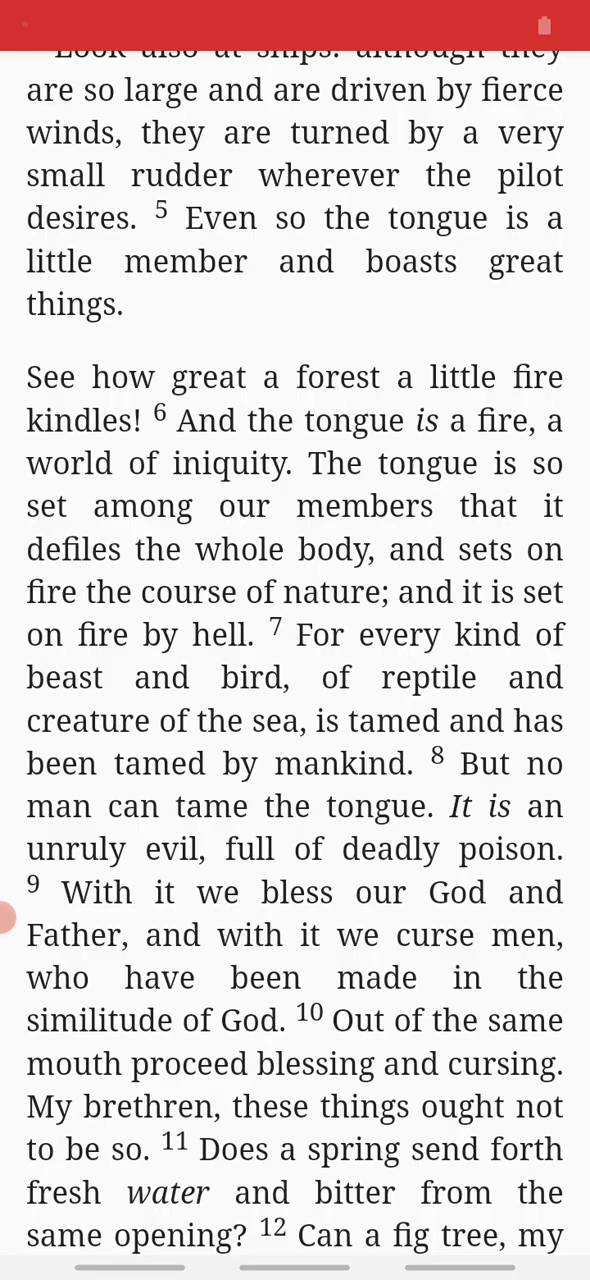 Look also at ships: although they
are so large and are driven by fierce
winds, they are turned by a very
small rudder wherever the pilot
desires. 5 Even so the tongue is a
little member and boasts great
things.
See how great a forest a little fire
kindles! 6 And the tongue is a fire, a
world of iniquity. The tongue is so
set among our members that it
defiles the whole body, and sets on
fire the course of nature; and it is set
on fire by hell. 7 For every kind of
beast and bird, of reptile and
creature of the sea, is tamed and has
been tamed by mankind. 8 But no
man can tame the tongue. It is an
unruly evil, full of deadly poison.
9 With it we bless our God and
Father, and with it we curse men,
who have been made in the
similitude of God. 10 Out of the same
mouth proceed blessing and cursing.
My brethren, these things ought not
to be so. 11 Does a spring send forth
fresh water and bitter from the
same opening? 12 Can a fig tree, my